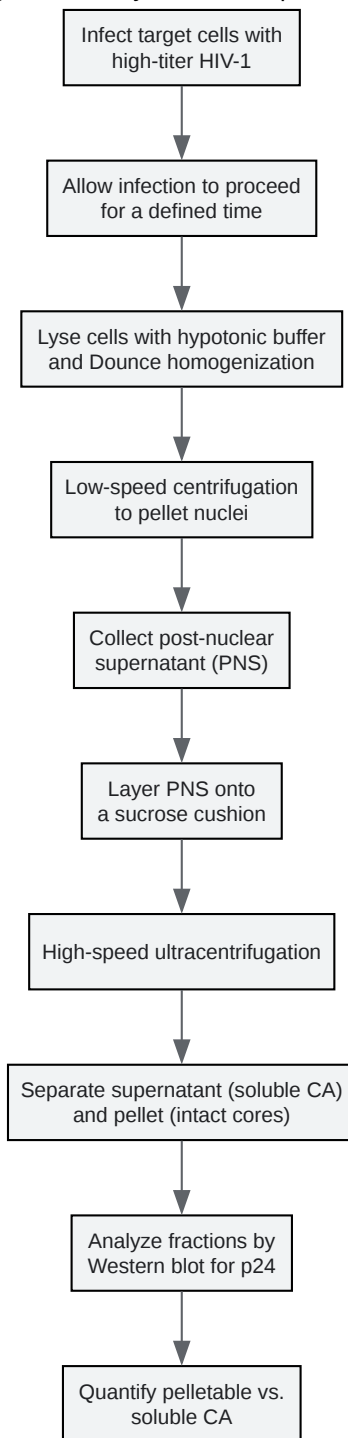 Infect target cells with
high-titer HIV-1
Allow infection to proceed
for a defined time
Lyse cells with hypotonic buffer
and Dounce homogenization
Low-speed centrifugation
to pellet nuclei
Collect post-nuclear
supernatant (PNS)
Layer PNS onto
a sucrose cushion
High-speed ultracentrifugation
Separate supernatant (soluble CA)
and pellet (intact cores)
Analyze fractions by
Western blot for p24
Quantify pelletable vs.
soluble CA